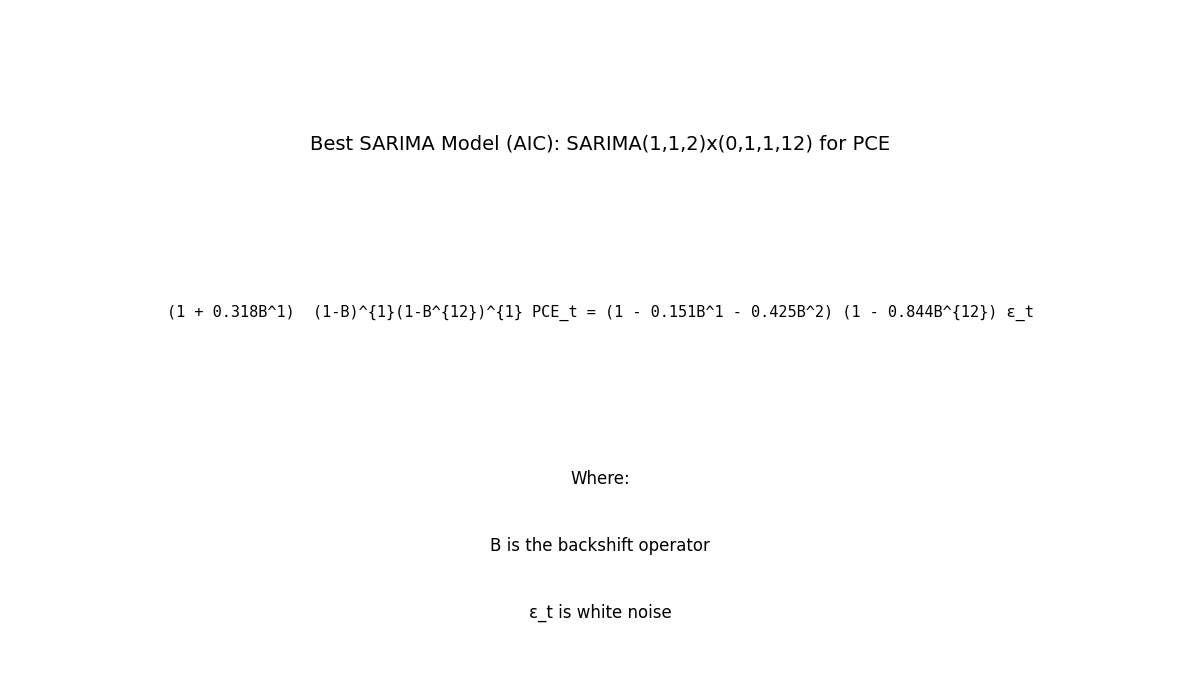 Best SARIMA Model (AIC): SARIMA(1,1,2)x(0,1,1,12) for PCE
(1 + 0.318B^1)  (1-B)^{1}(1-B^{12})^{1} PCE_t = (1 - 0.151B^1 - 0.425B^2) (1 - 0.844B^{12}) ε_t
Where:
B is the backshift operator
ε_t is white noise